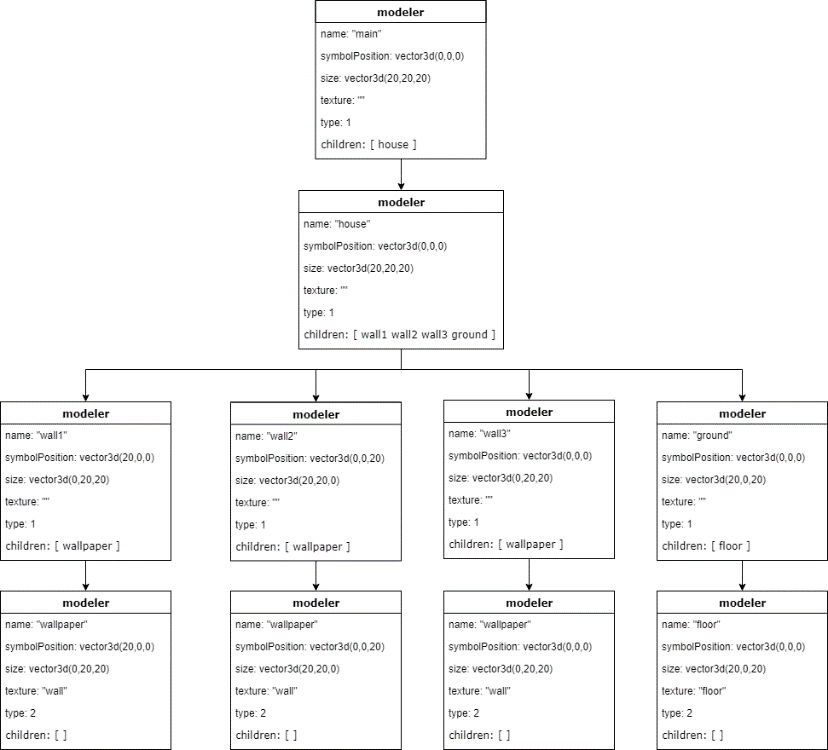 modeler
name: "main"
symbolPosition: vector3d(0,0,0)
size: vector3d(20,20,20)
texture: ""
type: 1
children: [ house ]
modeler
name: "house"
symbolPosition: vector3d(0,0,0)
size: vector3d(20,20,20)
texture: ""
type: 1
children: [ wall1 wall2 wall3 ground ]
modeler
name: "wall1"
symbolPosition: vector3d(20,0,0)
size: vector3d(0,20,20)
texture: ""
type: 1
children: [ wallpaper ]
modeler
name: "wall2"
symbolPosition: vector3d(0,0,20)
size: vector3d(20,20,0)
texture: ""
type: 1
children: [ wallpaper ]
modeler
name: "wall3"
symbolPosition: vector3d(0,0,0)
size: vector3d(0,20,20)
texture: ""
type: 1
children: [ wallpaper ]
modeler
name: "ground"
symbolPosition: vector3d(0,0,0)
size: vector3d(20,0,20)
texture: ""
type: 1
children: [ floor ]
modeler
name: "wallpaper"
symbolPosition: vector3d(20,0,0)
size: vector3d(0,20,20)
texture: "wall"
type: 2
children: [ ]
modeler
name: "wallpaper"
symbolPosition: vector3d(0,0,20)
size: vector3d(20,20,0)
texture: "wall"
type: 2
children: [ ]
modeler
name: "wallpaper"
symbolPosition: vector3d(0,0,0)
size: vector3d(0,20,20)
texture: "wall"
type: 2
children: [ ]
modeler
name: "floor"
symbolPosition: vector3d(0,0,0)
size: vector3d(20,0,20)
texture: "floor"
type: 2
children: [ ]